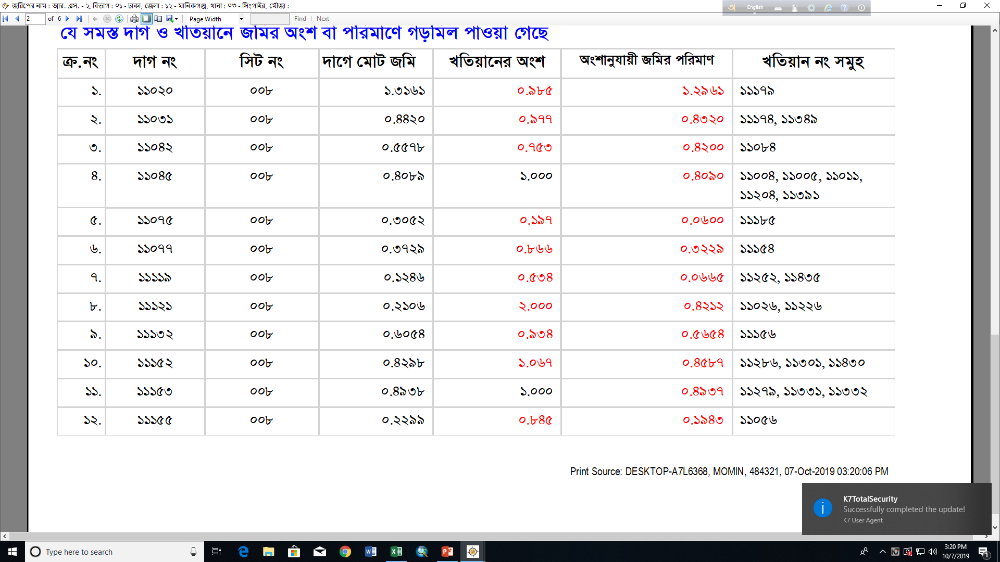 জরিপের নাম : আর. এস. - ২, বিভাগ : ০১ - ঢাকা, জেলা : ১২ - মানিকগঞ্জ, থানা : ০৩ - সিংগাইর, মৌজা :
English
2 of 6 Page Width Find Next
যে সমস্ত দাগ ও খতিয়ানে জমির অংশ বা পরিমাণে গড়মিল পাওয়া গেছে
ক্র.নং দাগ নং সিট নং দাগে মোট জমি খতিয়ানের অংশ অংশানুযায়ী জমির পরিমাণ খতিয়ান নং সমুহ
১. ১১০২০ ০০৮ ১.৩১৬১ ০.৯৮৫ ১.২৯৬১ ১১১৭৯
২. ১১০৩১ ০০৮ ০.৪৪২০ ০.৯৭৭ ০.৪৩২০ ১১১৭৪, ১১৩৪৯
৩. ১১০৪২ ০০৮ ০.৫৫৭৮ ০.৭৫৩ ০.৪২০০ ১১০৮৪
৪. ১১০৪৫ ০০৮ ০.৪০৮৯ ১.০০০ ০.৪০৯০ ১১০০৪, ১১০০৫, ১১০১১,
১১২০৪, ১১৩৯১
৫. ১১০৭৫ ০০৮ ০.৩০৫২ ০.১৯৭ ০.০৬০০ ১১১৮৫
৬. ১১০৭৭ ০০৮ ০.৩৭২৯ ০.৮৬৬ ০.৩২২৯ ১১১৫৪
৭. ১১১১৯ ০০৮ ০.১২৪৬ ০.৫৩৪ ০.০৬৬৫ ১১২৫২, ১১৪৩৫
৮. ১১১২১ ০০৮ ০.২১০৬ ২.০০০ ০.৪২১২ ১১০২৬, ১১২২৬
৯. ১১১৩২ ০০৮ ০.৬০৫৪ ০.৯৩৪ ০.৫৬৫৪ ১১১৫৬
১০. ১১১৫২ ০০৮ ০.৪২৯৮ ১.০৬৭ ০.৪৫৮৭ ১১২৮৬, ১১৩০১, ১১৪৩০
১১. ১১১৫৩ ০০৮ ০.৪৯৩৮ ১.০০০ ০.৪৯৩৭ ১১২৭৯, ১১৩৩১, ১১৩৩২
১২. ১১১৫৫ ০০৮ ০.২২৯৯ ০.৮৪৫ ০.১৯৪৩ ১১০৫৬
Print Source: DESKTOP-A7L6368, MOMIN, 484321, 07-Oct-2019 03:20:06 PM
K7TotalSecurity
Successfully completed the update!
K7 User Agent
Type here to search
3:20 PM
10/7/2019
1